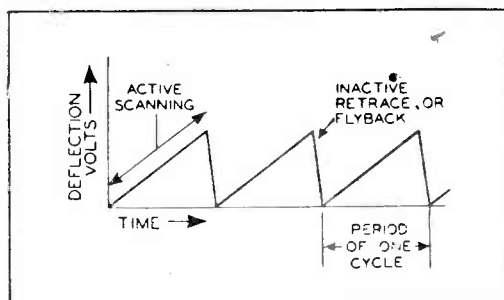 DEFLECTION
VOLTS
ACTIVE
SCANNING
INACTIVE
RETRACE, OR
FLYBACK
TIME
PERIOD
OF ONE
CYCLE